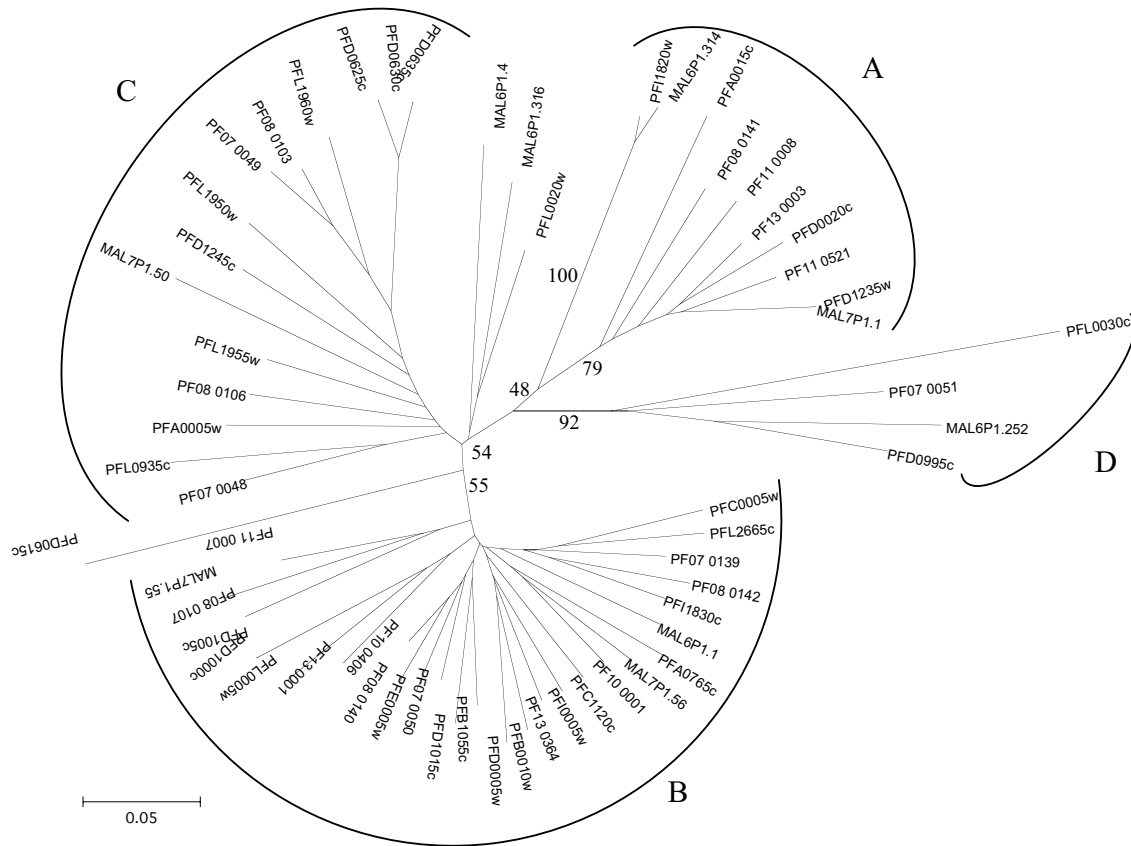 C
PFD0625c
PFD0630c
PFD0635c
PFL1960w
PF08 0103
PF07 0049
PFL1950w
PFD1245c
MAL7P1.50
PFL1955w
PF08 0106
PFA0005w
PFL0935c
PF07 0048
MAL6P1.4
MAL6P1.316
PFL0020w
A
PFI1820w
MAL6P1.314
PFA0015c
PF08 0141
PF11 0008
PF13 0003
PFD0020c
PF11 0521
PFD1235w
MAL7P1.1
100
79
48
92
54
55
PFL0030c
PF07 0051
MAL6P1.252
PFD0995c
D
PFD0615c
PF11 0007
MAL7P1.55
PF08 0107
PFD1005c
PFD1000c
PFL0005w
PF13 0001
PF10 0406
PF08 0140
PFE0005w
PF07 0050
PFD1015c
PFB1055c
PFD0005w
PFB0010w
PF13 0364
PFI0005w
PFC1120c
PF10 0001
MAL7P1.56
PFA0765c
MAL6P1.1
PFI1830c
PF08 0142
PF07 0139
PFL2665c
PFC0005w
B
0.05